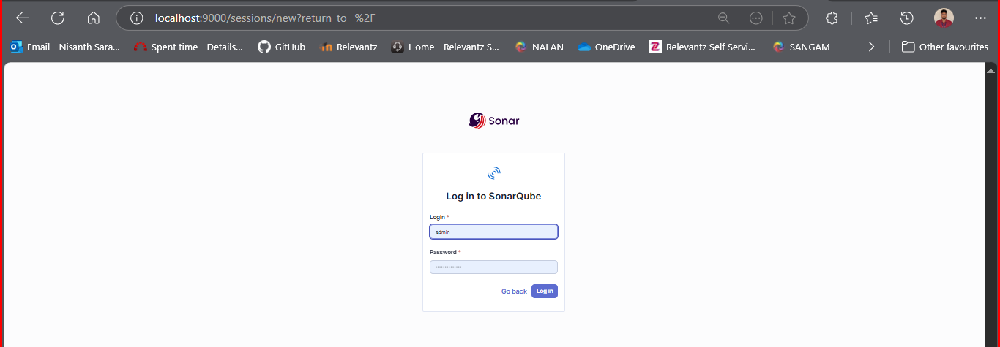 localhost:9000/sessions/new?return_to=%2F
Email - Nisanth Sara... Spent time - Details... GitHub Relevantz Home - Relevantz S... NALAN OneDrive Relevantz Self Servi... SANGAM Other favourites
Sonar
Log in to SonarQube
Login *
admin
Password *
••••••••••••••
Go back Log in